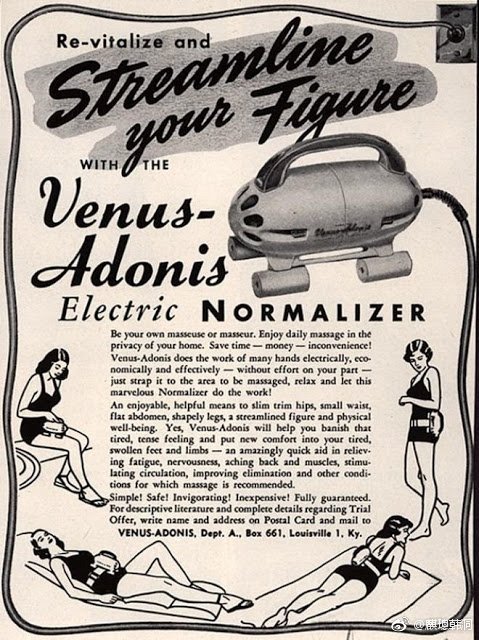 Re-vitalize and
Streamline
your Figure
WITH THE
Venus-
Adonis
Venus-Adonis
Electric NORMALIZER
Be your own masseuse or masseur. Enjoy daily massage in the
privacy of your home. Save time — money — inconvenience!
Venus-Adonis does the work of many hands electrically, eco-
nomically and effectively — without effort on your part —
just strap it to the area to be massaged, relax and let this
marvelous Normalizer do the work!
An enjoyable, helpful means to slim trim hips, small waist,
flat abdomen, shapely legs, a streamlined figure and physical
well-being. Yes, Venus-Adonis will help you banish that
tired, tense feeling and put new comfort into your tired,
swollen feet and limbs — an amazingly quick aid in reliev-
ing fatigue, nervousness, aching back and muscles, stimu-
lating circulation, improving elimination and other condi-
tions for which massage is recommended.
Simple! Safe! Invigorating! Inexpensive! Fully guaranteed.
For descriptive literature and complete details regarding Trial
Offer, write name and address on Postal Card and mail to
VENUS-ADONIS, Dept. A., Box 661, Louisville 1, Ky.